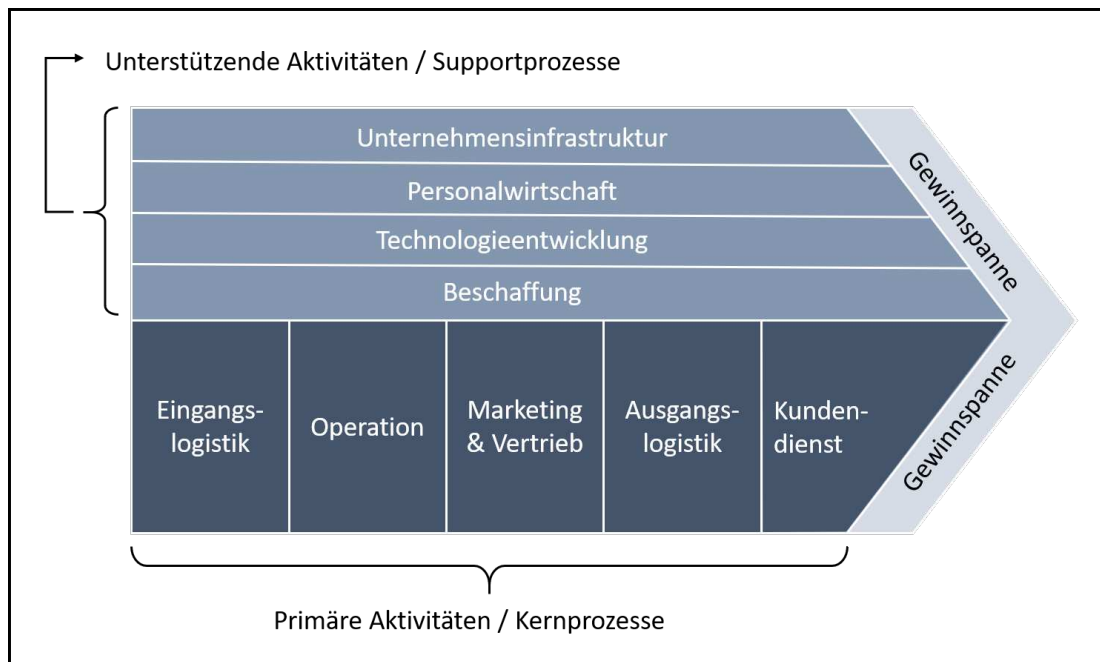 Unterstützende Aktivitäten / Supportprozesse
Unternehmensinfrastruktur
Personalwirtschaft
Technologieentwicklung
Beschaffung
Gewinnspanne
Eingangs-
logistik
Operation
Marketing
& Vertrieb
Ausgangs-
logistik
Kunden-
dienst
Gewinnspanne
Primäre Aktivitäten / Kernprozesse